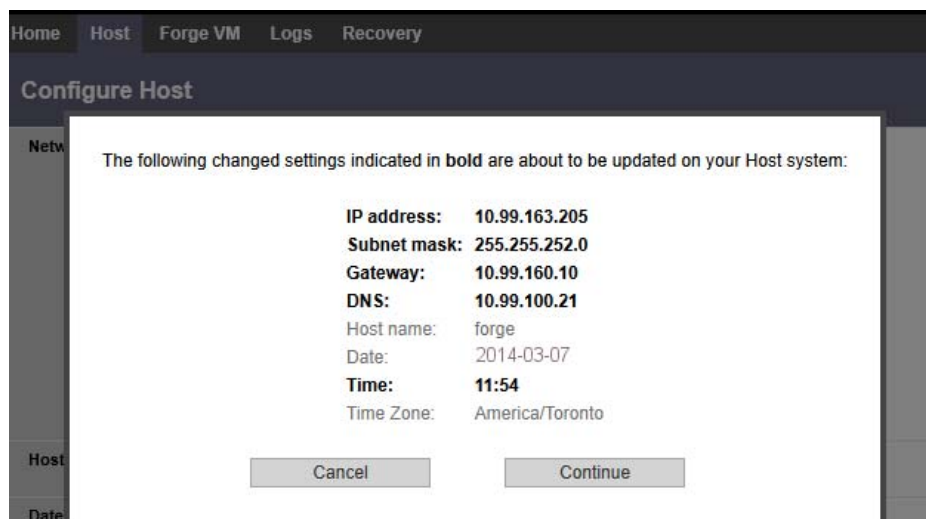 Home Host Forge VM Logs Recovery
Configure Host
Netw
The following changed settings indicated in bold are about to be updated on your Host system:
IP address: 10.99.163.205
Subnet mask: 255.255.252.0
Gateway: 10.99.160.10
DNS: 10.99.100.21
Host name: forge
Date: 2014-03-07
Time: 11:54
Time Zone: America/Toronto
Host
Cancel Continue
Date